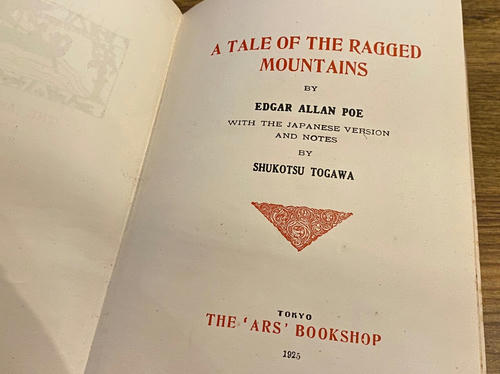 A TALE OF THE RAGGED
MOUNTAINS
BY
EDGAR ALLAN POE
WITH THE JAPANESE VERSION
AND NOTES
BY
SHUKOTSU TOGAWA
TOKYO
THE 'ARS' BOOKSHOP
1925